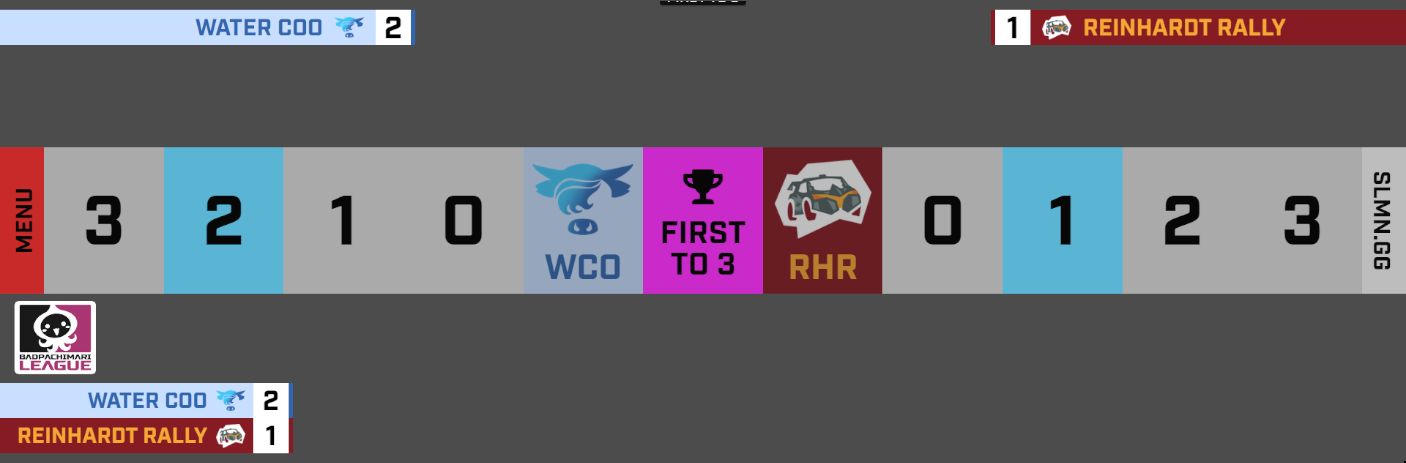 WATER COO 2
1 REINHARDT RALLY
MENU
3
2
1
0
WCO
FIRST
TO 3
RHR
0
1
2
3
SLMN.GG
BADPACHIMARI
LEAGUE
WATER COO 2
REINHARDT RALLY 1